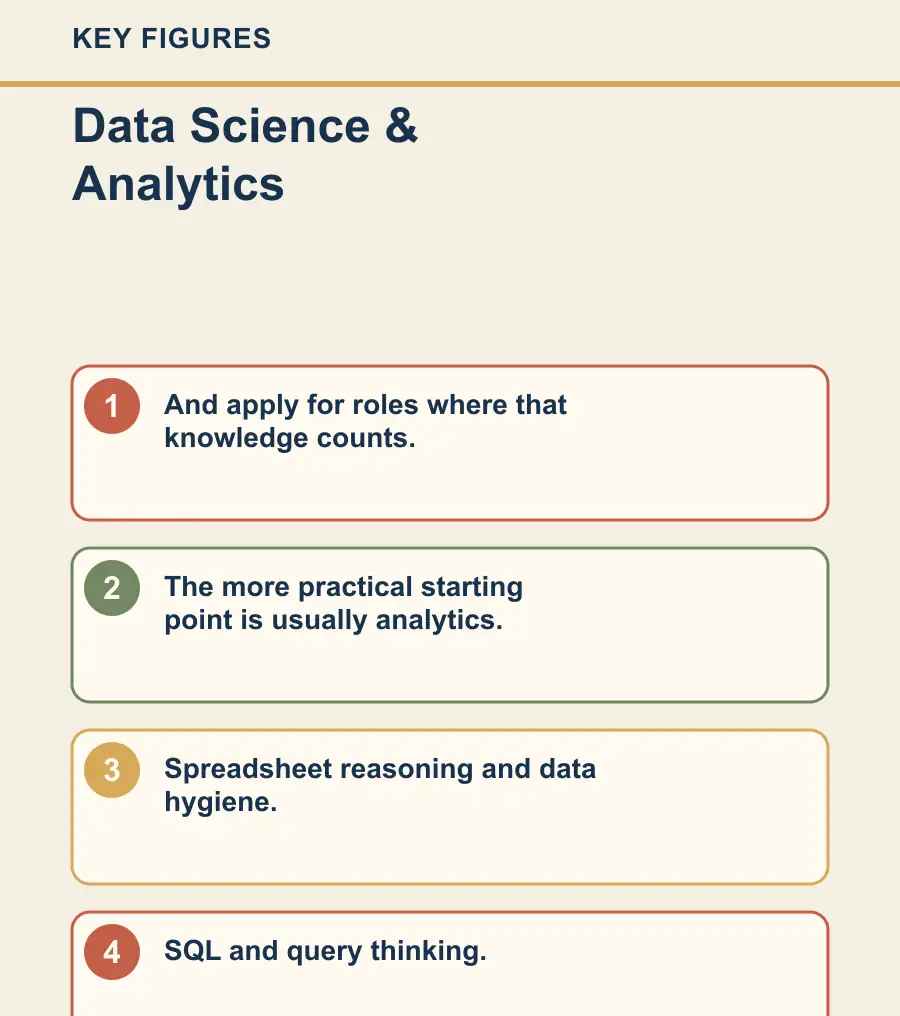 KEY FIGURES
Data Science &
Analytics
1
And apply for roles where that
knowledge counts.
2
The more practical starting
point is usually analytics.
3
Spreadsheet reasoning and data
hygiene.
4
SQL and query thinking.